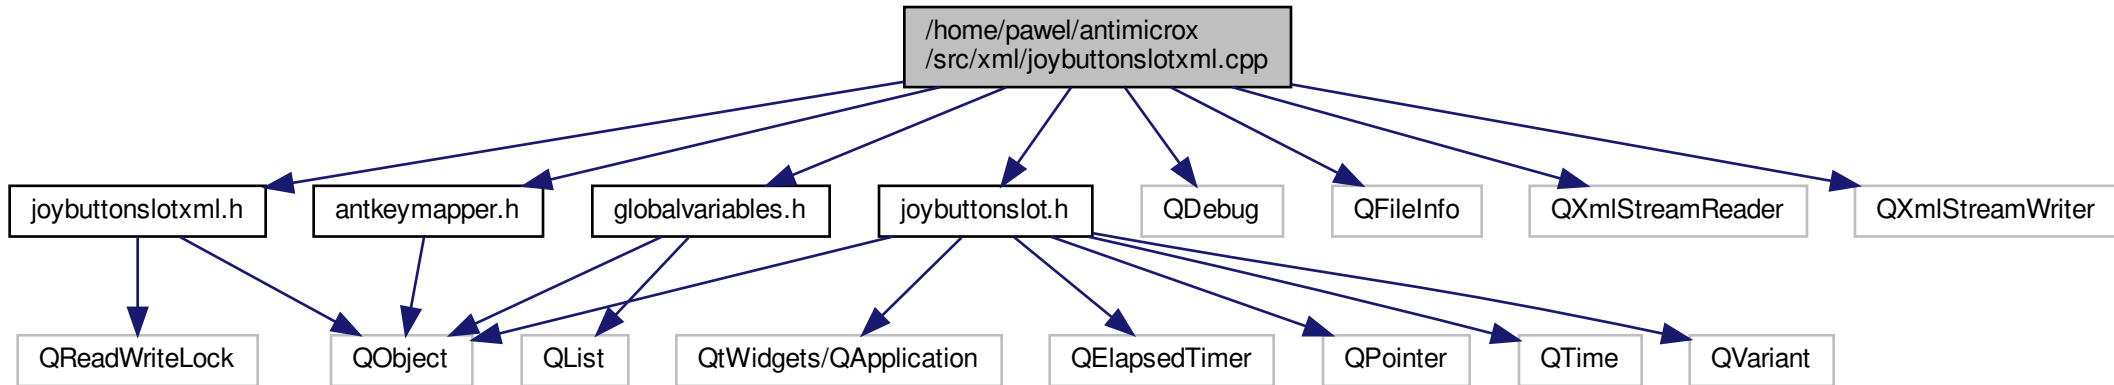 /home/pawel/antimicrox
/src/xml/joybuttonslotxml.cpp
joybuttonslotxml.h
antkeymapper.h
globalvariables.h
joybuttonslot.h
QDebug
QFileInfo
QXmlStreamReader
QXmlStreamWriter
QReadWriteLock
QObject
QList
QtWidgets/QApplication
QElapsedTimer
QPointer
QTime
QVariant